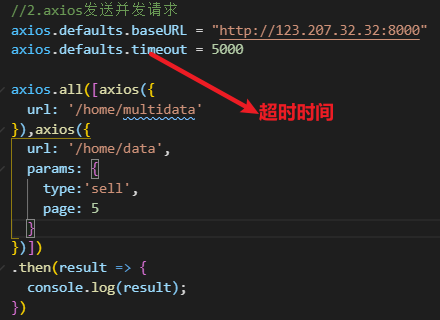 //2.axios发送并发请求
axios.defaults.baseURL = "http://123.207.32.32:8000"
axios.defaults.timeout = 5000
axios.all([axios({
url: '/home/multidata'
超时时间
}),axios({
url: '/home/data',
params: {
type:'sell',
page: 5
}
})])
.then(result => {
console.log(result);
})